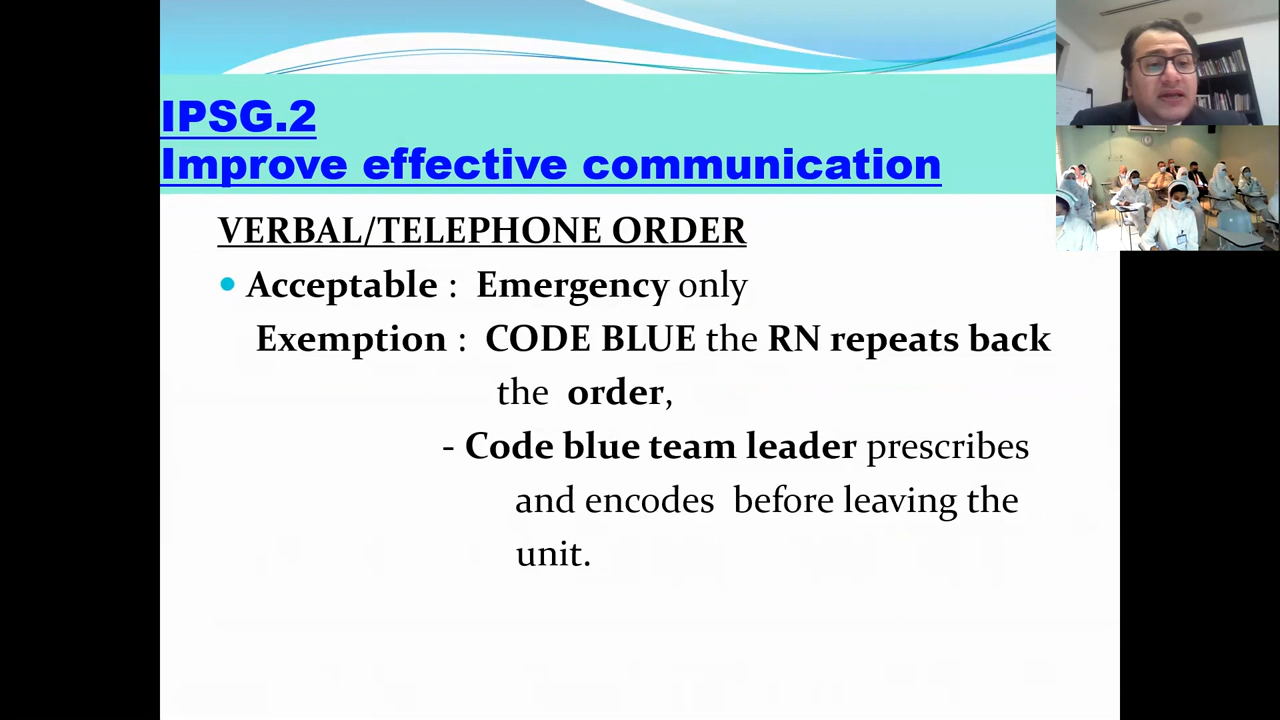 IPSG.2
Improve effective communication
VERBAL/TELEPHONE ORDER
• Acceptable : Emergency only
Exemption : CODE BLUE the RN repeats back
the order,
- Code blue team leader prescribes
and encodes before leaving the
unit.